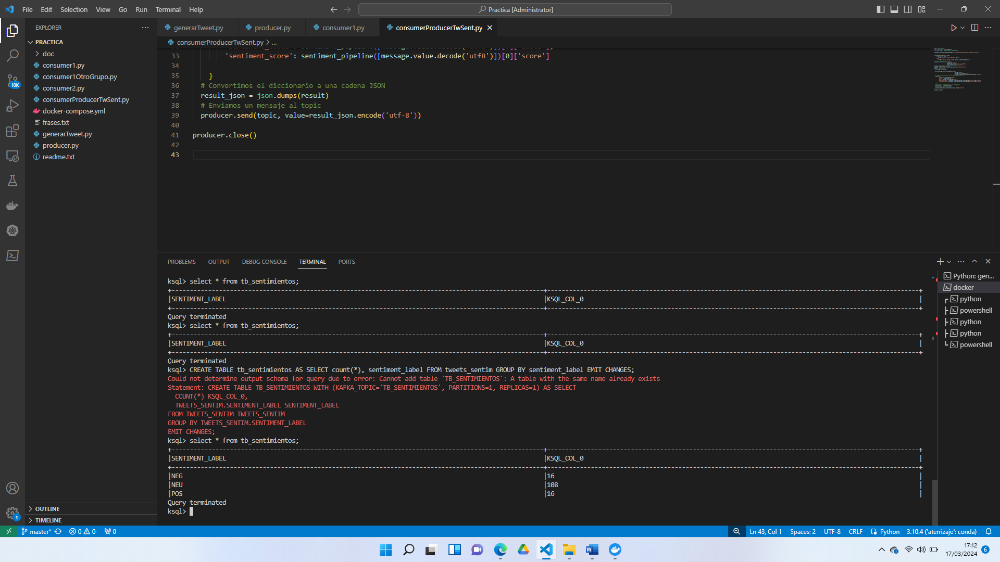 File Edit Selection View Go Run Terminal Help
Practica [Administrator]
EXPLORER
PRACTICA
doc
consumer1.py
consumer1OtroGrupo.py
consumer2.py
consumerProducerTwSent.py
docker-compose.yml
frases.txt
generarTweet.py
producer.py
readme.txt
10K
OUTLINE
TIMELINE
1
generarTweet.py producer.py consumer1.py consumerProducerTwSent.py
consumerProducerTwSent.py > ...
33 'sentiment_score': sentiment_pipeline([message.value.decode('utf8')])[0]['score']
34
35 }
36 # Convertimos el diccionario a una cadena JSON
37 result_json = json.dumps(result)
38 # Enviamos un mensaje al topic
39 producer.send(topic, value=result_json.encode('utf-8'))
40
41 producer.close()
42
43
PROBLEMS OUTPUT DEBUG CONSOLE TERMINAL PORTS
ksql> select * from tb_sentimientos;
|SENTIMENT_LABEL |KSQL_COL_0 |
Query terminated
ksql> select * from tb_sentimientos;
|SENTIMENT_LABEL |KSQL_COL_0 |
Query terminated
ksql> CREATE TABLE tb_sentimientos AS SELECT count(*), sentiment_label FROM tweets_sentim GROUP BY sentiment_label EMIT CHANGES;
Could not determine output schema for query due to error: Cannot add table 'TB_SENTIMIENTOS': A table with the same name already exists
Statement: CREATE TABLE TB_SENTIMIENTOS WITH (KAFKA_TOPIC='TB_SENTIMIENTOS', PARTITIONS=1, REPLICAS=1) AS SELECT
COUNT(*) KSQL_COL_0,
TWEETS_SENTIM.SENTIMENT_LABEL SENTIMENT_LABEL
FROM TWEETS_SENTIM TWEETS_SENTIM
GROUP BY TWEETS_SENTIM.SENTIMENT_LABEL
EMIT CHANGES;
ksql> select * from tb_sentimientos;
|SENTIMENT_LABEL |KSQL_COL_0 |
|NEG |16 |
|NEU |108 |
|POS |16 |
Query terminated
ksql>
Python: gen...
docker
python
powershell
python
python
powershell
master* 0 0 0
Ln 43, Col 1 Spaces: 2 UTF-8 CRLF Python 3.10.4 ('aterrizaje': conda)
17:12
17/03/2024
6